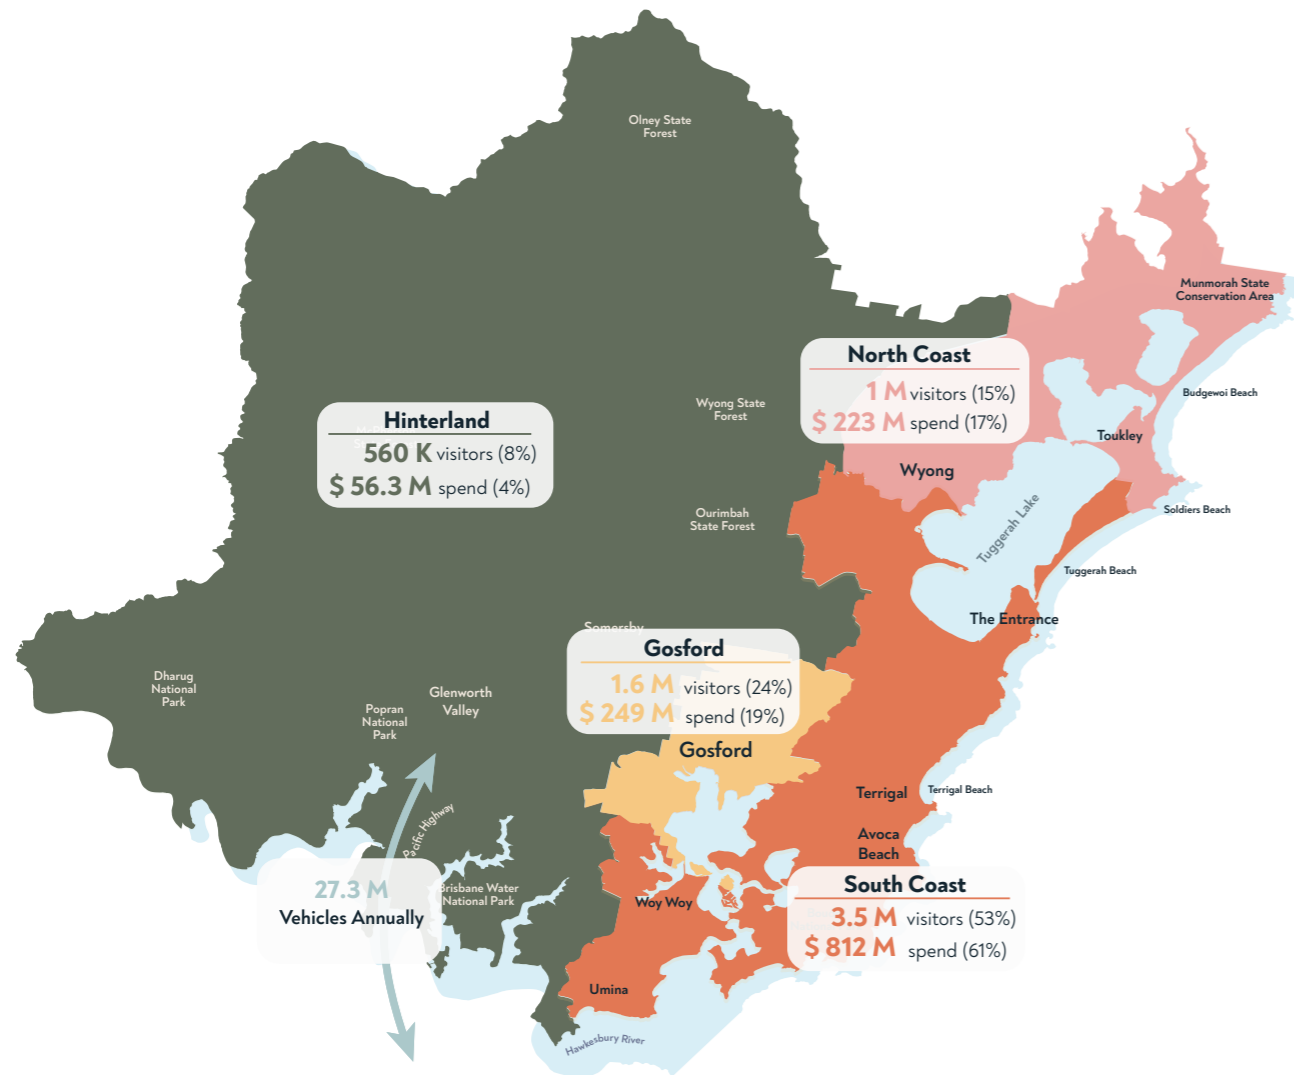 Olney State
Forest
Munmorah State
Conservation Area
North Coast
1 M visitors (15%)
$ 223 M spend (17%)
Budgewoi Beach
Wyong State
Forest
Hinterland
560 K visitors (8%)
$ 56.3 M spend (4%)
Toukley
Wyong
Tuggerah Lake
Soldiers Beach
Ourimbah
State Forest
Tuggerah Beach
The Entrance
Somersby
Gosford
1.6 M visitors (24%)
$ 249 M spend (19%)
Dharug
National
Park
Glenworth
Valley
Popran
National
Park
Gosford
Terrigal
Terrigal Beach
Pacific Highway
Avoca
Beach
27.3 M
Vehicles Annually
Brisbane Water
National Park
Woy Woy
South Coast
3.5 M visitors (53%)
$ 812 M spend (61%)
Umina
Hawkesbury River